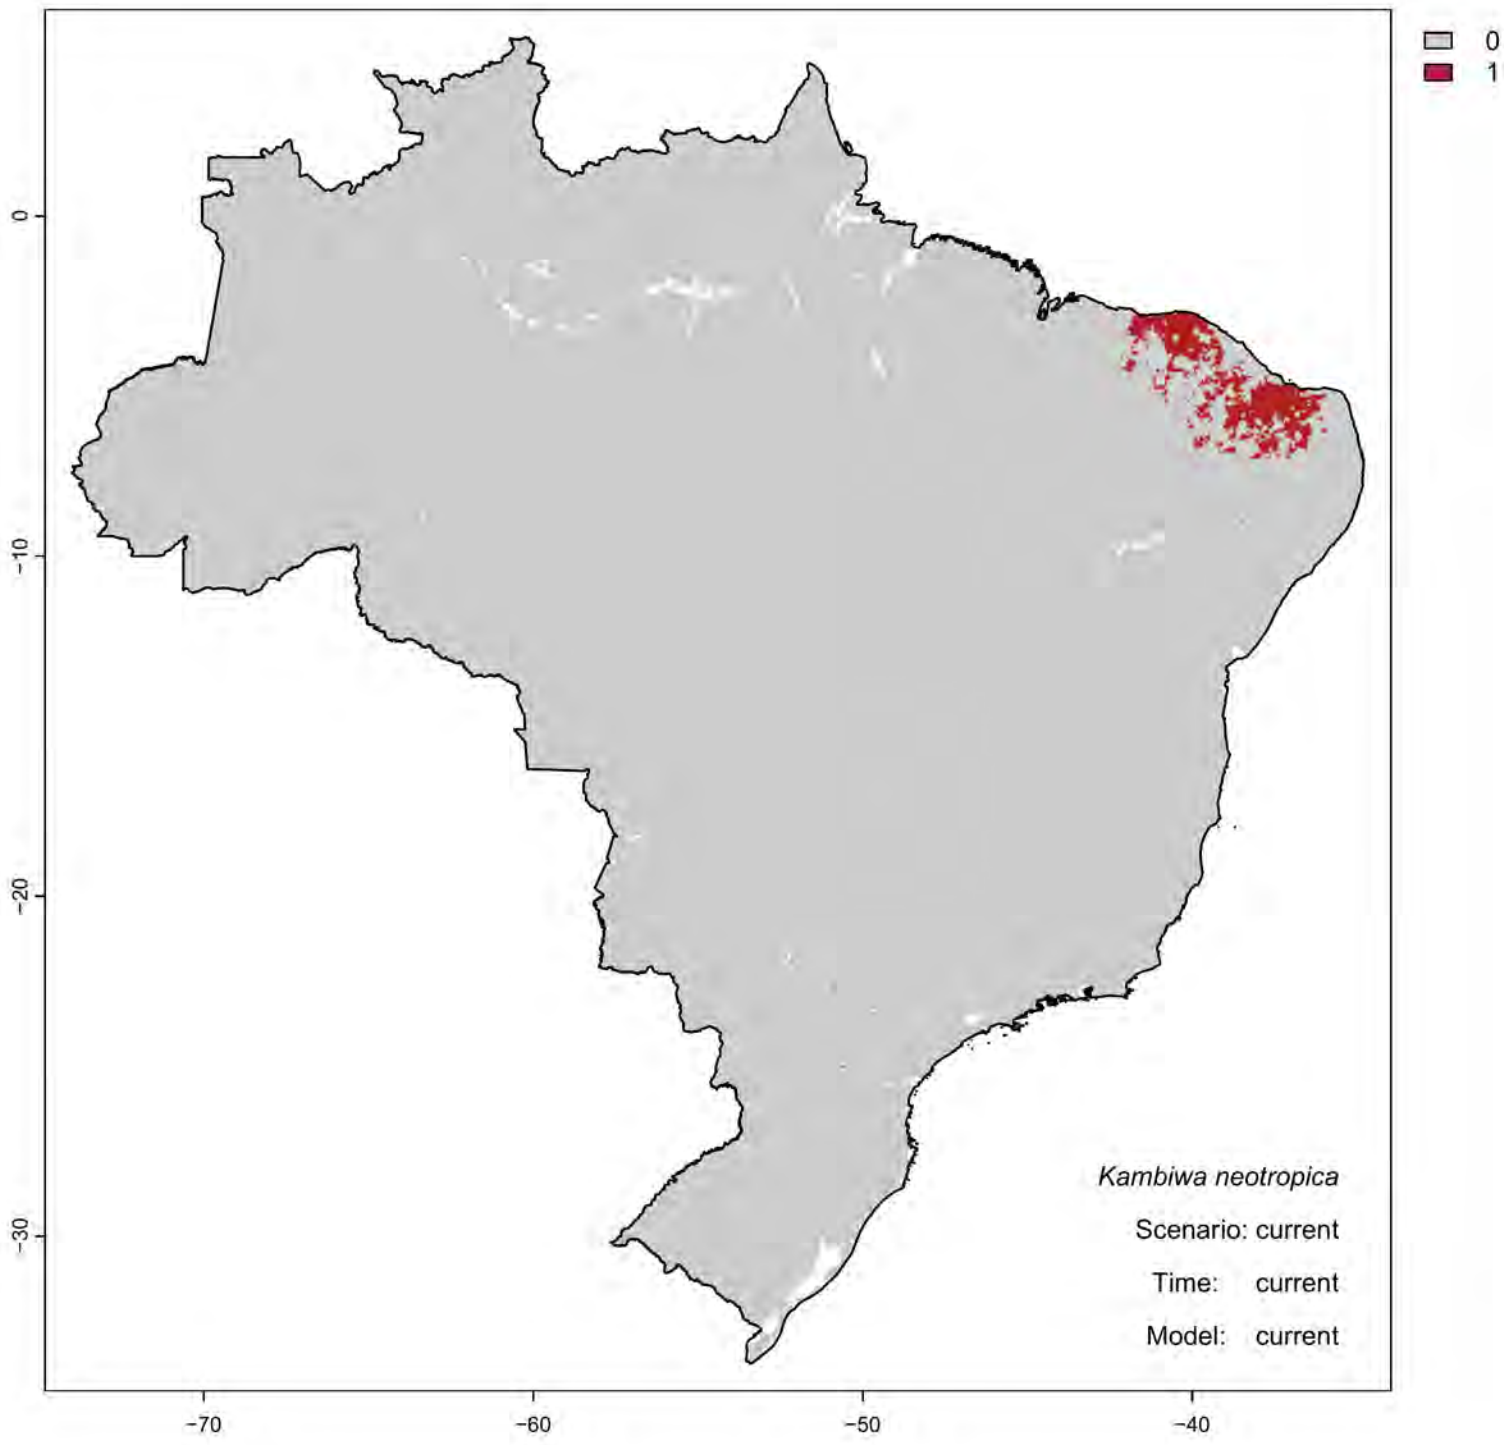 0
1
0
−10
−20
−30
Kambiwa neotropica
Scenario: current
Time: current
Model: current
−70
−60
−50
−40